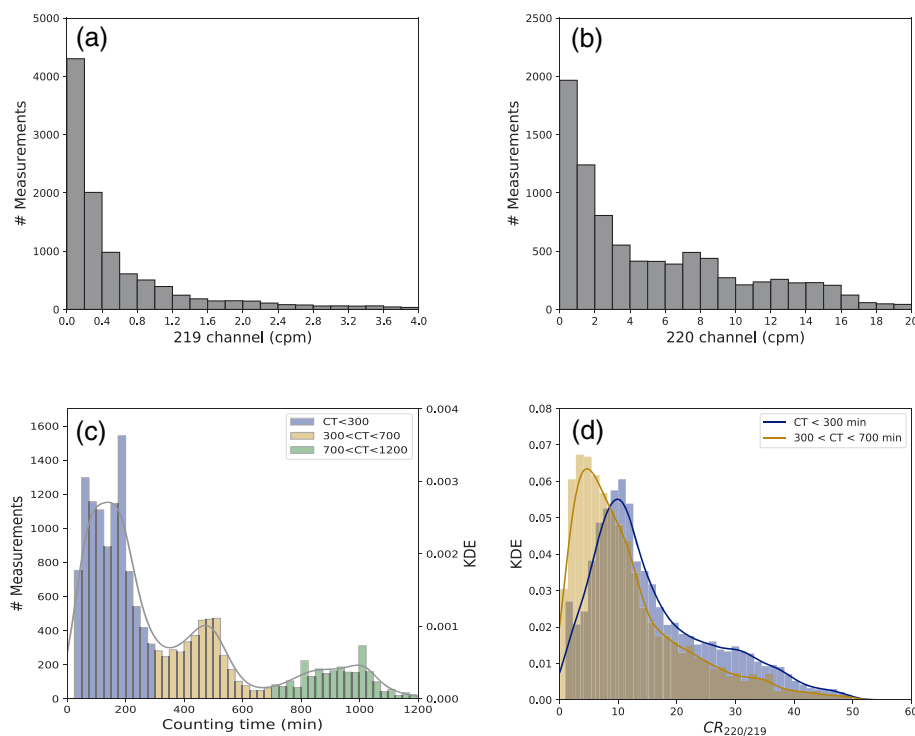 (a)
# Measurements
5000
4000
3000
2000
1000
0
0.0 0.4 0.8 1.2 1.6 2.0 2.4 2.8 3.2 3.6 4.0
219 channel (cpm)
(b)
# Measurements
2500
2000
1500
1000
500
0
0 2 4 6 8 10 12 14 16 18 20
220 channel (cpm)
(c)
CT<300
300<CT<700
700<CT<1200
# Measurements
1600
1400
1200
1000
800
600
400
200
0
0 200 400 600 800 1000 1200
Counting time (min)
0.004
0.003
0.002
0.001
0.000
KDE
(d)
CT < 300 min
300 < CT < 700 min
KDE
0.08
0.07
0.06
0.05
0.04
0.03
0.02
0.01
0.00
0 10 20 30 40 50 60
CR220/219